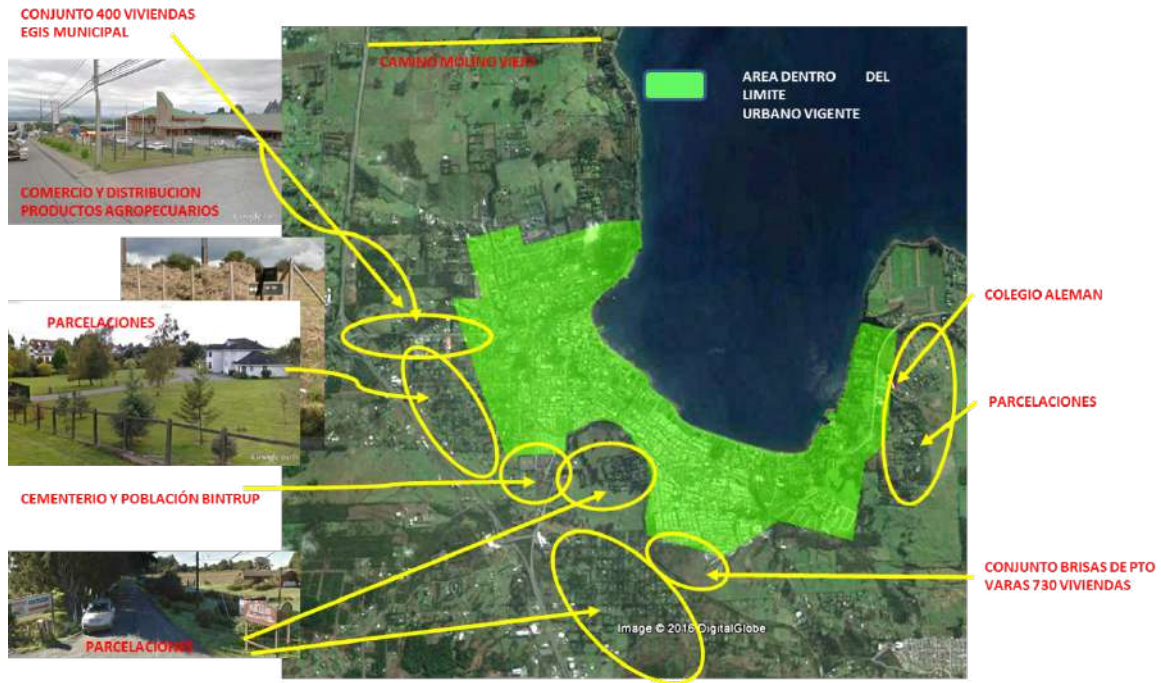 CONJUNTO 400 VIVIENDAS
EGIS MUNICIPAL
CAMINO MOLINO VIEJO
AREA DENTRO DEL
LIMITE
URBANO VIGENTE
COMERCIO Y DISTRIBUCION
PRODUCTOS AGROPECUARIOS
PARCELACIONES
COLEGIO ALEMAN
PARCELACIONES
CEMENTERIO Y POBLACIÓN BINTRUP
CONJUNTO BRISAS DE PTO
VARAS 730 VIVIENDAS
PARCELACIONES
Image © 2016 DigitalGlobe